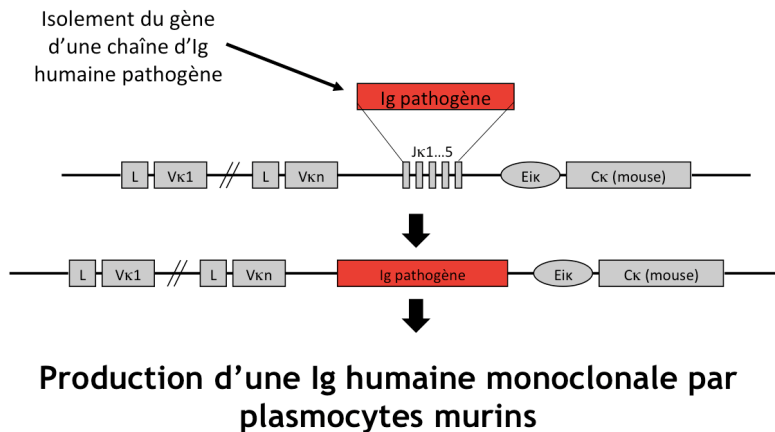 Isolement du gène
d'une chaîne d'Ig
humaine pathogène
Ig pathogène
Jκ1...5
L Vκ1 // L Vκn Eiκ Cκ (mouse)
L Vκ1 // L Vκn Ig pathogène Eiκ Cκ (mouse)
Production d'une Ig humaine monoclonale par
plasmocytes murins